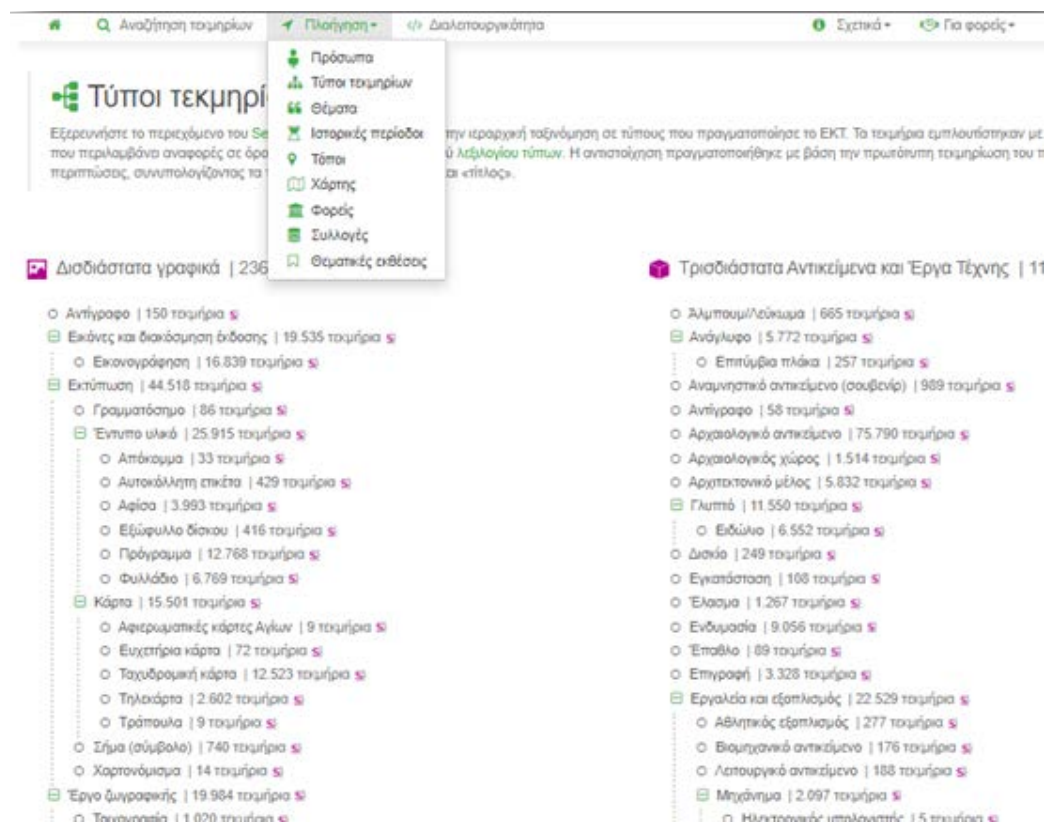 Αναζήτηση τεκμηρίων
Πλοήγηση
</> Διαλειτουργικότητα
Σχετικά
Για φορείς
Πρόσωπα
Τύποι τεκμηρίων
Θέματα
Ιστορικές περίοδοι
Τόποι
Χάρτης
Φορείς
Συλλογές
Θεματικές εκθέσεις
Τύποι τεκμηρί
Εξερευνήστε το περιεχόμενο του Se την ιεραρχική ταξινόμηση σε τύπους που πραγματοποίησε το ΕΚΤ. Τα τεκμήρια εμπλουτίστηκαν με
που περιλαμβάνει αναφορές σε όρο ύ λεξιλογίου τύπων. Η αντιστοίχηση πραγματοποιήθηκε με βάση την πρωτότυπη τεκμηρίωση του π
περιπτώσεις, συνυπολογίζοντας τα αι «τίτλος».
Δισδιάστατα γραφικά | 236
Αντίγραφο | 150 τεκμήρια
Εικόνες και διακόσμηση έκδοσης | 19.535 τεκμήρια
Εικονογράφηση | 16.839 τεκμήρια
Εκτύπωση | 44.518 τεκμήρια
Γραμματόσημο | 86 τεκμήρια
Έντυπο υλικό | 25.915 τεκμήρια
Απόκομμα | 33 τεκμήρια
Αυτοκόλλητη ετικέτα | 429 τεκμήρια
Αφίσα | 3.993 τεκμήρια
Εξώφυλλο δίσκου | 416 τεκμήρια
Πρόγραμμα | 12.768 τεκμήρια
Φυλλάδιο | 6.769 τεκμήρια
Κάρτα | 15.501 τεκμήρια
Αφιερωματικές κάρτες Αγίων | 9 τεκμήρια
Ευχετήρια κάρτα | 72 τεκμήρια
Ταχυδρομική κάρτα | 12.523 τεκμήρια
Τηλεκάρτα | 2.602 τεκμήρια
Τράπουλα | 9 τεκμήρια
Σήμα (σύμβολο) | 740 τεκμήρια
Χαρτονόμισμα | 14 τεκμήρια
Έργο ζωγραφικής | 19.984 τεκμήρια
Τοιχογραφία | 1.020 τεκμήρια
Τρισδιάστατα Αντικείμενα και Έργα Τέχνης | 11
Άλμπουμ/Λεύκωμα | 665 τεκμήρια
Ανάγλυφο | 5.772 τεκμήρια
Επιτύμβια πλάκα | 257 τεκμήρια
Αναμνηστικό αντικείμενο (σουβενίρ) | 989 τεκμήρια
Αντίγραφο | 58 τεκμήρια
Αρχαιολογικό αντικείμενο | 75.790 τεκμήρια
Αρχαιολογικός χώρος | 1.514 τεκμήρια
Αρχιτεκτονικό μέλος | 5.832 τεκμήρια
Γλυπτό | 11.550 τεκμήρια
Ειδώλιο | 6.552 τεκμήρια
Δισκίο | 249 τεκμήρια
Εγκατάσταση | 108 τεκμήρια
Έλασμα | 1.267 τεκμήρια
Ενδυμασία | 9.056 τεκμήρια
Έπαθλο | 89 τεκμήρια
Επιγραφή | 3.328 τεκμήρια
Εργαλεία και εξοπλισμός | 22.529 τεκμήρια
Αθλητικός εξοπλισμός | 277 τεκμήρια
Βιομηχανικό αντικείμενο | 176 τεκμήρια
Λειτουργικό αντικείμενο | 188 τεκμήρια
Μηχάνημα | 2.097 τεκμήρια
Ηλεκτρονικός υπολογιστής | 5 τεκμήρια